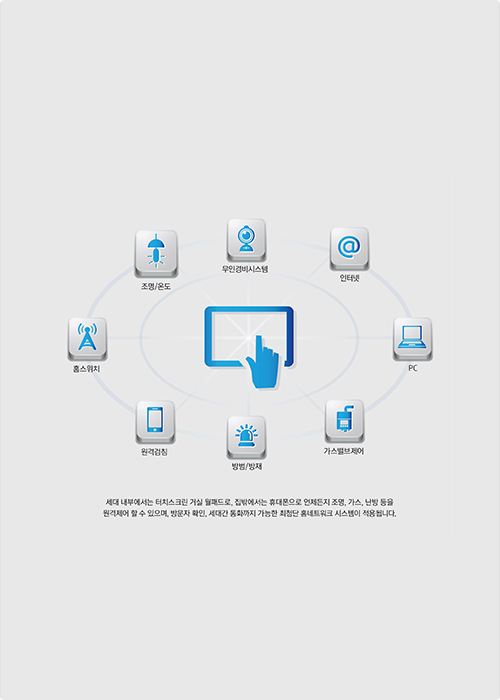 무인경비시스템
조명/온도
인터넷
홈스위치
PC
원격검침
방범/방재
가스밸브제어
세대 내부에서는 터치스크린 거실 월패드로, 집밖에서는 휴대폰으로 언제든지 조명, 가스, 난방 등을
원격제어 할 수 있으며, 방문자 확인, 세대간 통화까지 가능한 최첨단 홈네트워크 시스템이 적용됩니다.